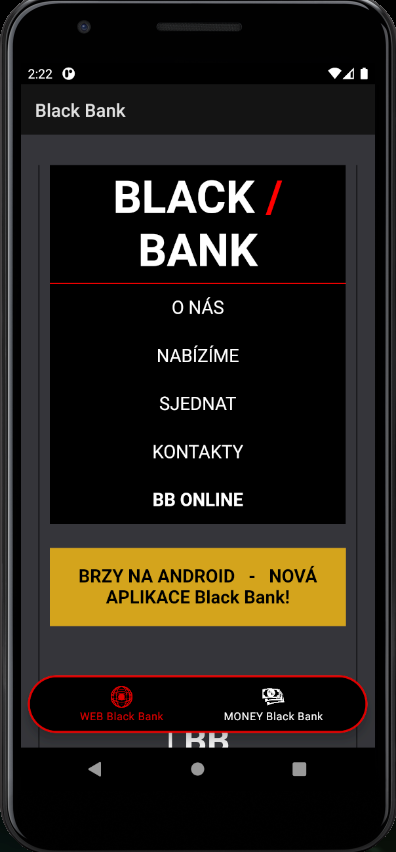 2:22
Black Bank
BLACK /
BANK
O NÁS
NABÍZÍME
SJEDNAT
KONTAKTY
BB ONLINE
BRZY NA ANDROID - NOVÁ
APLIKACE Black Bank!
WEB Black Bank
MONEY Black Bank